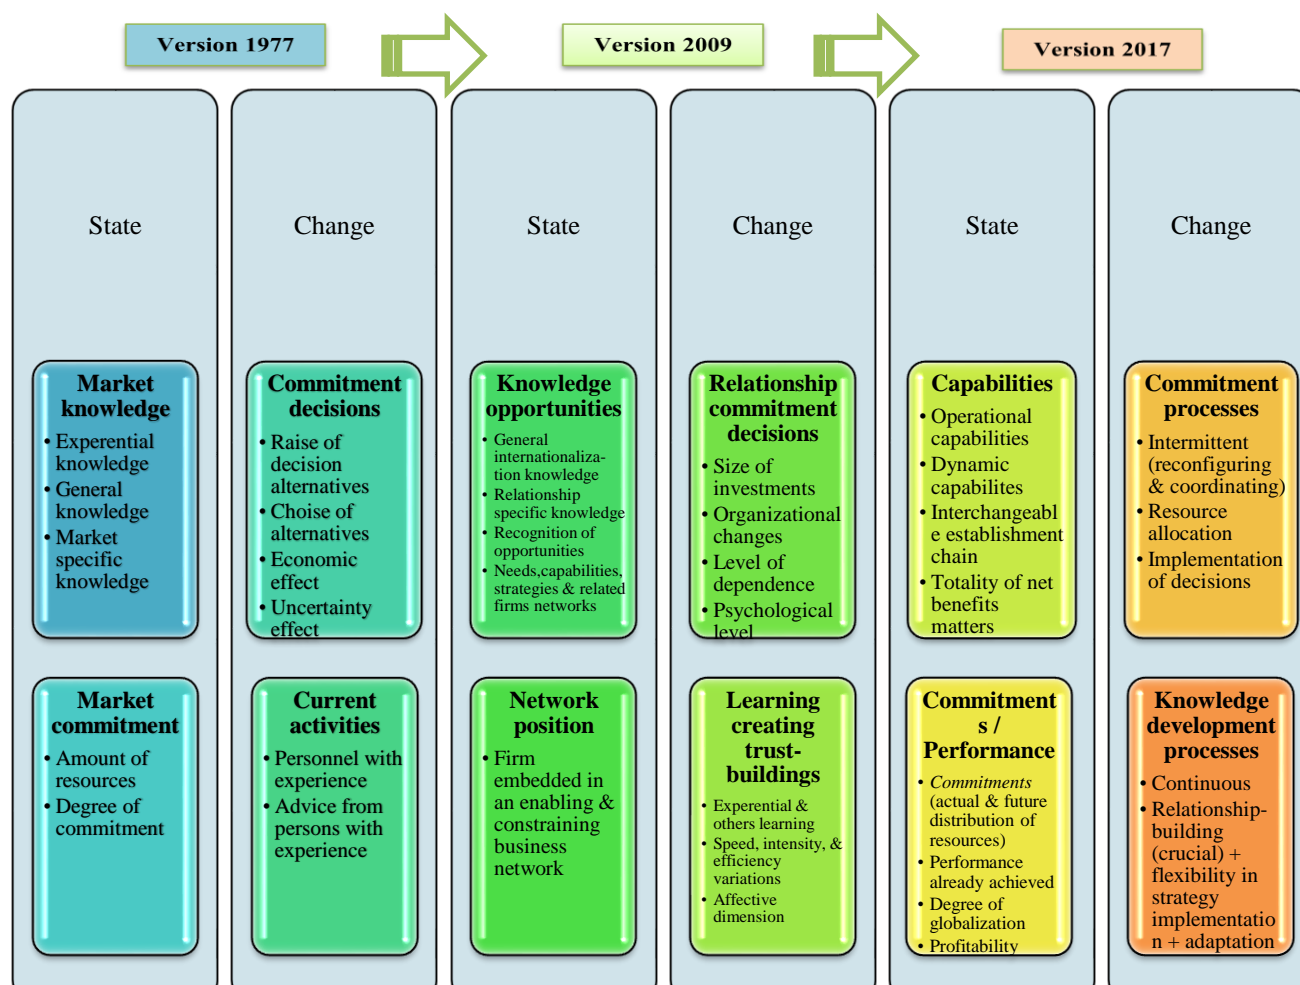 Version 1977
Version 2009
Version 2017
State
Change
State
Change
State
Change
Market
knowledge
• Experential
knowledge
• General
knowledge
• Market
specific
knowledge
Commitment
decisions
• Raise of
decision
alternatives
• Choise of
alternatives
• Economic
effect
• Uncertainty
effect
Knowledge
opportunities
• General
internationaliza-
tion knowledge
• Relationship
specific knowledge
• Recognition of
opportunities
• Needs,capabilities,
strategies & related
firms networks
Relationship
commitment
decisions
• Size of
investments
• Organizational
changes
• Level of
dependence
• Psychological
level
Capabilities
• Operational
capabilities
• Dynamic
capabilites
• Interchangeabl
e establishment
chain
• Totality of net
benefits
matters
Commitment
processes
• Intermittent
(reconfiguring
& coordinating)
• Resource
allocation
• Implementation
of decisions
Market
commitment
• Amount of
resources
• Degree of
commitment
Current
activities
• Personnel with
experience
• Advice from
persons with
experience
Network
position
• Firm
embedded in
an enabling &
constraining
business
network
Learning
creating
trust-
buildings
• Experential &
others learning
• Speed, intensity, &
efficiency
variations
• Affective
dimension
Commitment
s /
Performance
• Commitments
(actual & future
distribution of
resources)
• Performance
already achieved
• Degree of
globalization
• Profitability
Knowledge
development
processes
• Continuous
• Relationship-
building
(crucial) +
flexibility in
strategy
implementatio
n + adaptation